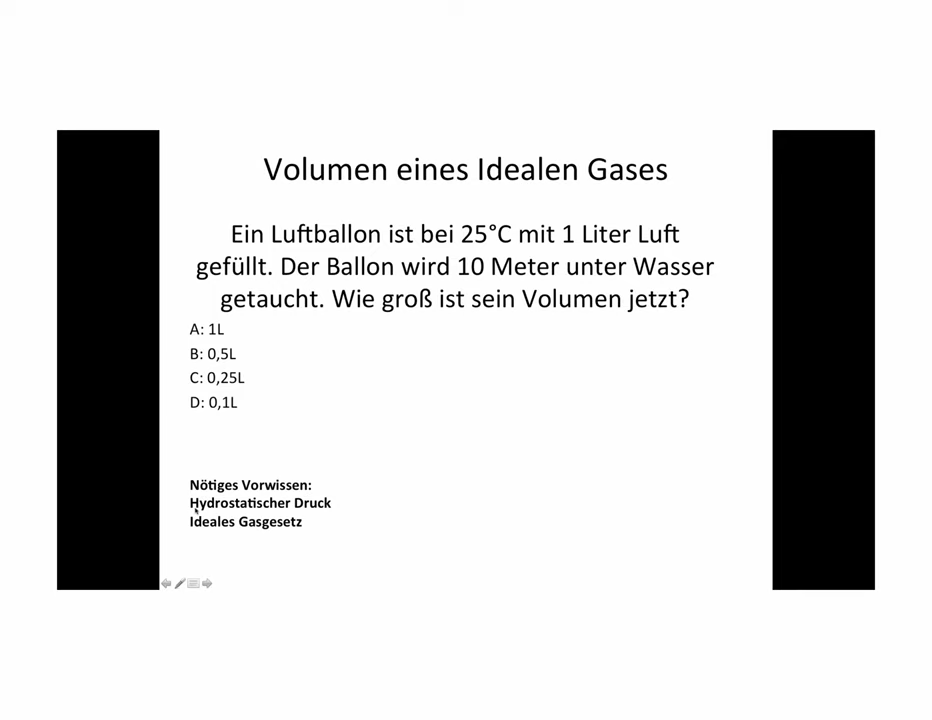 Volumen eines Idealen Gases
Ein Luftballon ist bei 25°C mit 1 Liter Luft
gefüllt. Der Ballon wird 10 Meter unter Wasser
getaucht. Wie groß ist sein Volumen jetzt?
A: 1L
B: 0,5L
C: 0,25L
D: 0,1L
Nötiges Vorwissen:
Hydrostatischer Druck
Ideales Gasgesetz